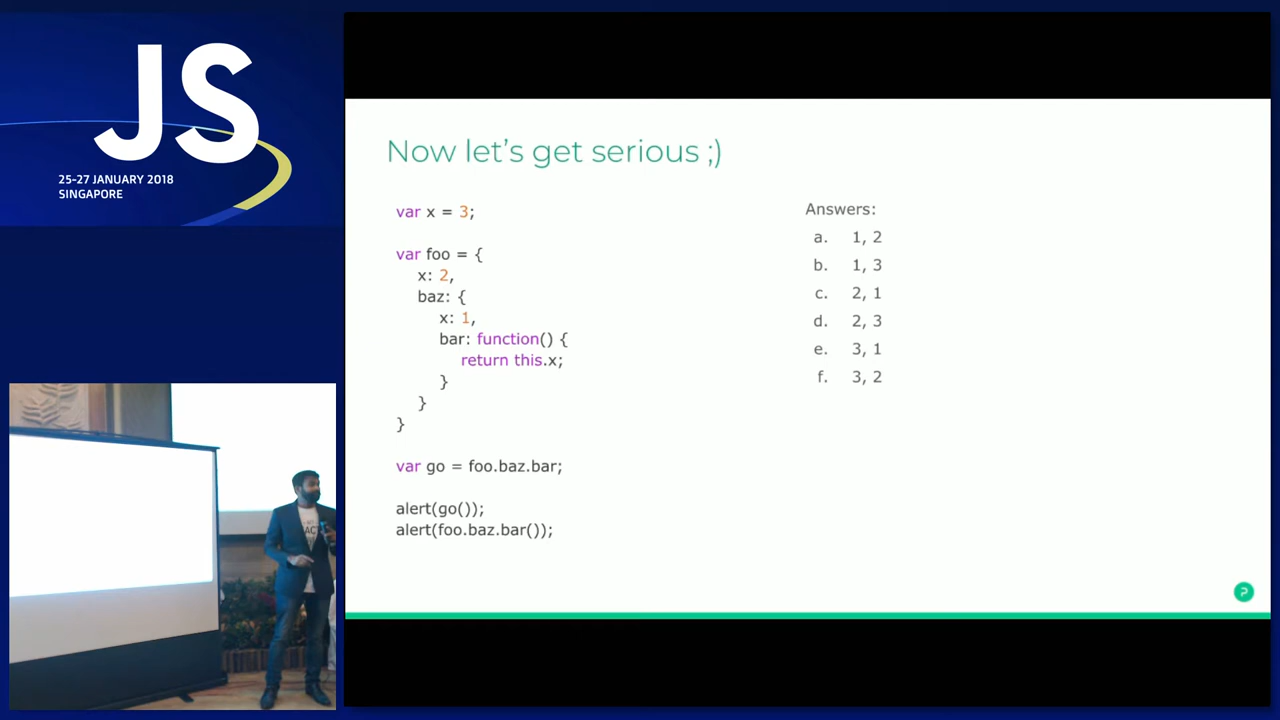 JS
25-27 JANUARY 2018
SINGAPORE
Now let's get serious ;)
var x = 3;
var foo = {
x: 2,
baz: {
x: 1,
bar: function() {
return this.x;
}
}
}
var go = foo.baz.bar;
alert(go());
alert(foo.baz.bar());
Answers:
a. 1, 2
b. 1, 3
c. 2, 1
d. 2, 3
e. 3, 1
f. 3, 2